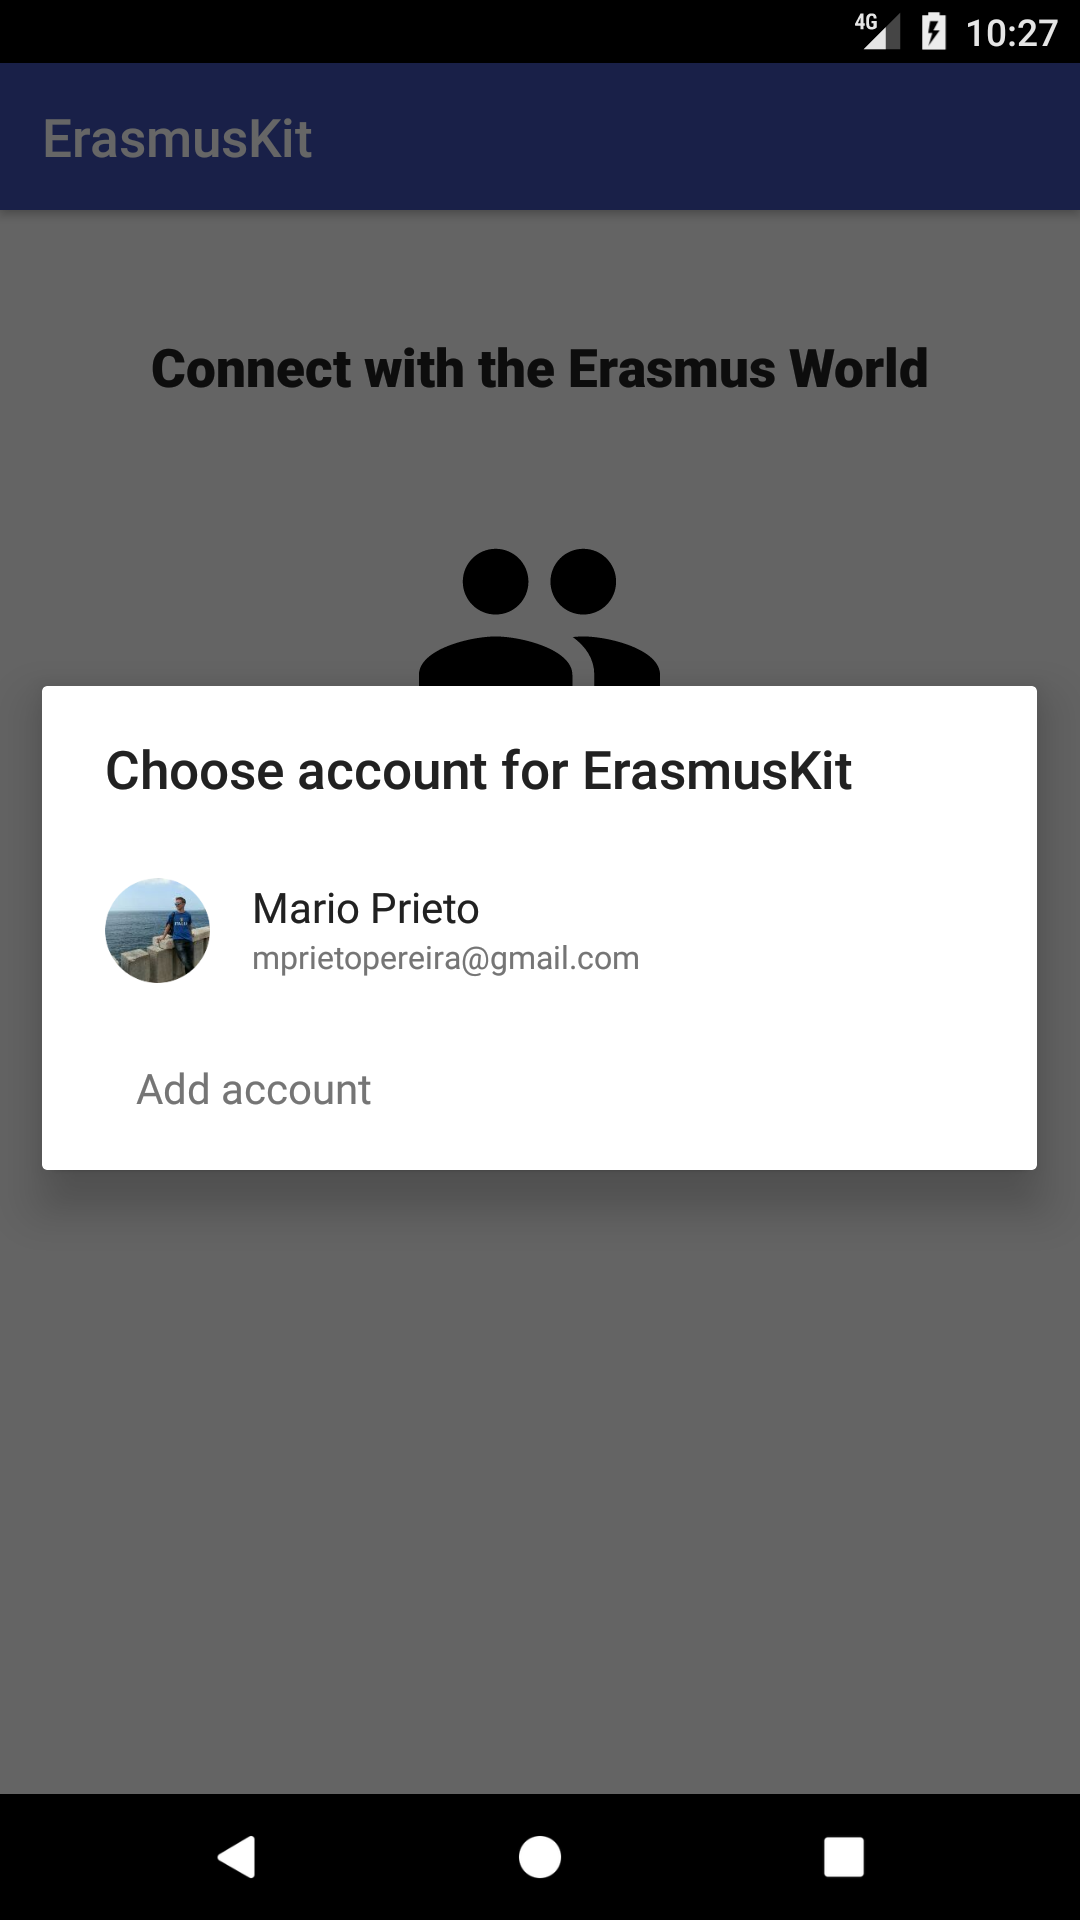 4G 10:27
ErasmusKit
Connect with the Erasmus World
Choose account for ErasmusKit
Mario Prieto
mprietopereira@gmail.com
Add account